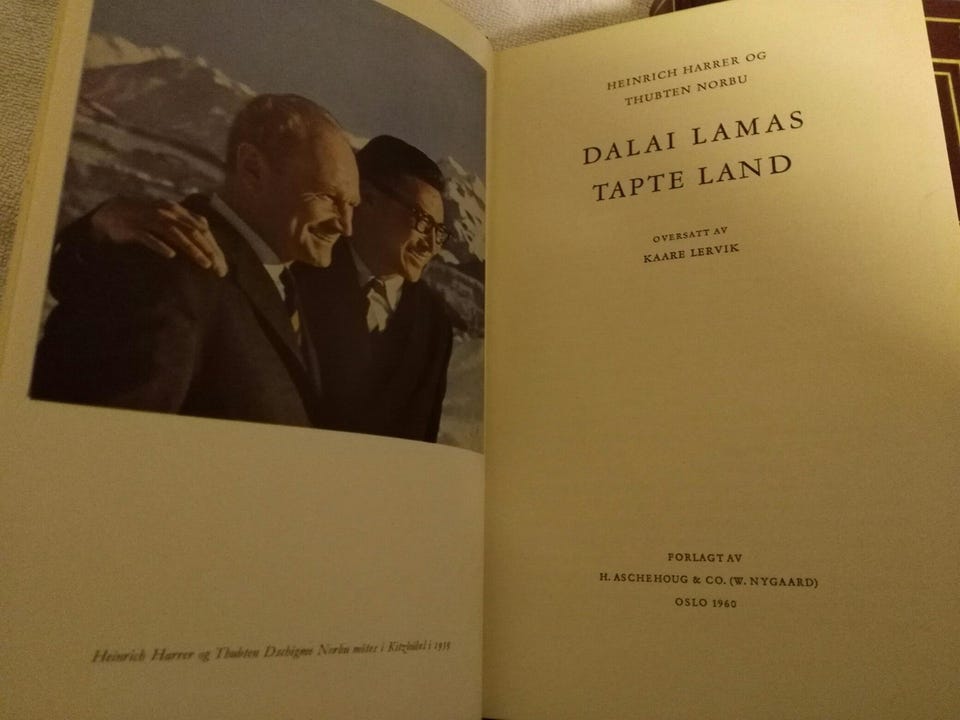 Heinrich Harrer og Thubten Dschigme Norbu mötes i Kitzbühel i 1959
HEINRICH HARRER OG
THUBTEN NORBU
DALAI LAMAS
TAPTE LAND
OVERSATT AV
KAARE LERVIK
FORLAGT AV
H. ASCHEHOUG & CO. (W. NYGAARD)
OSLO 1960